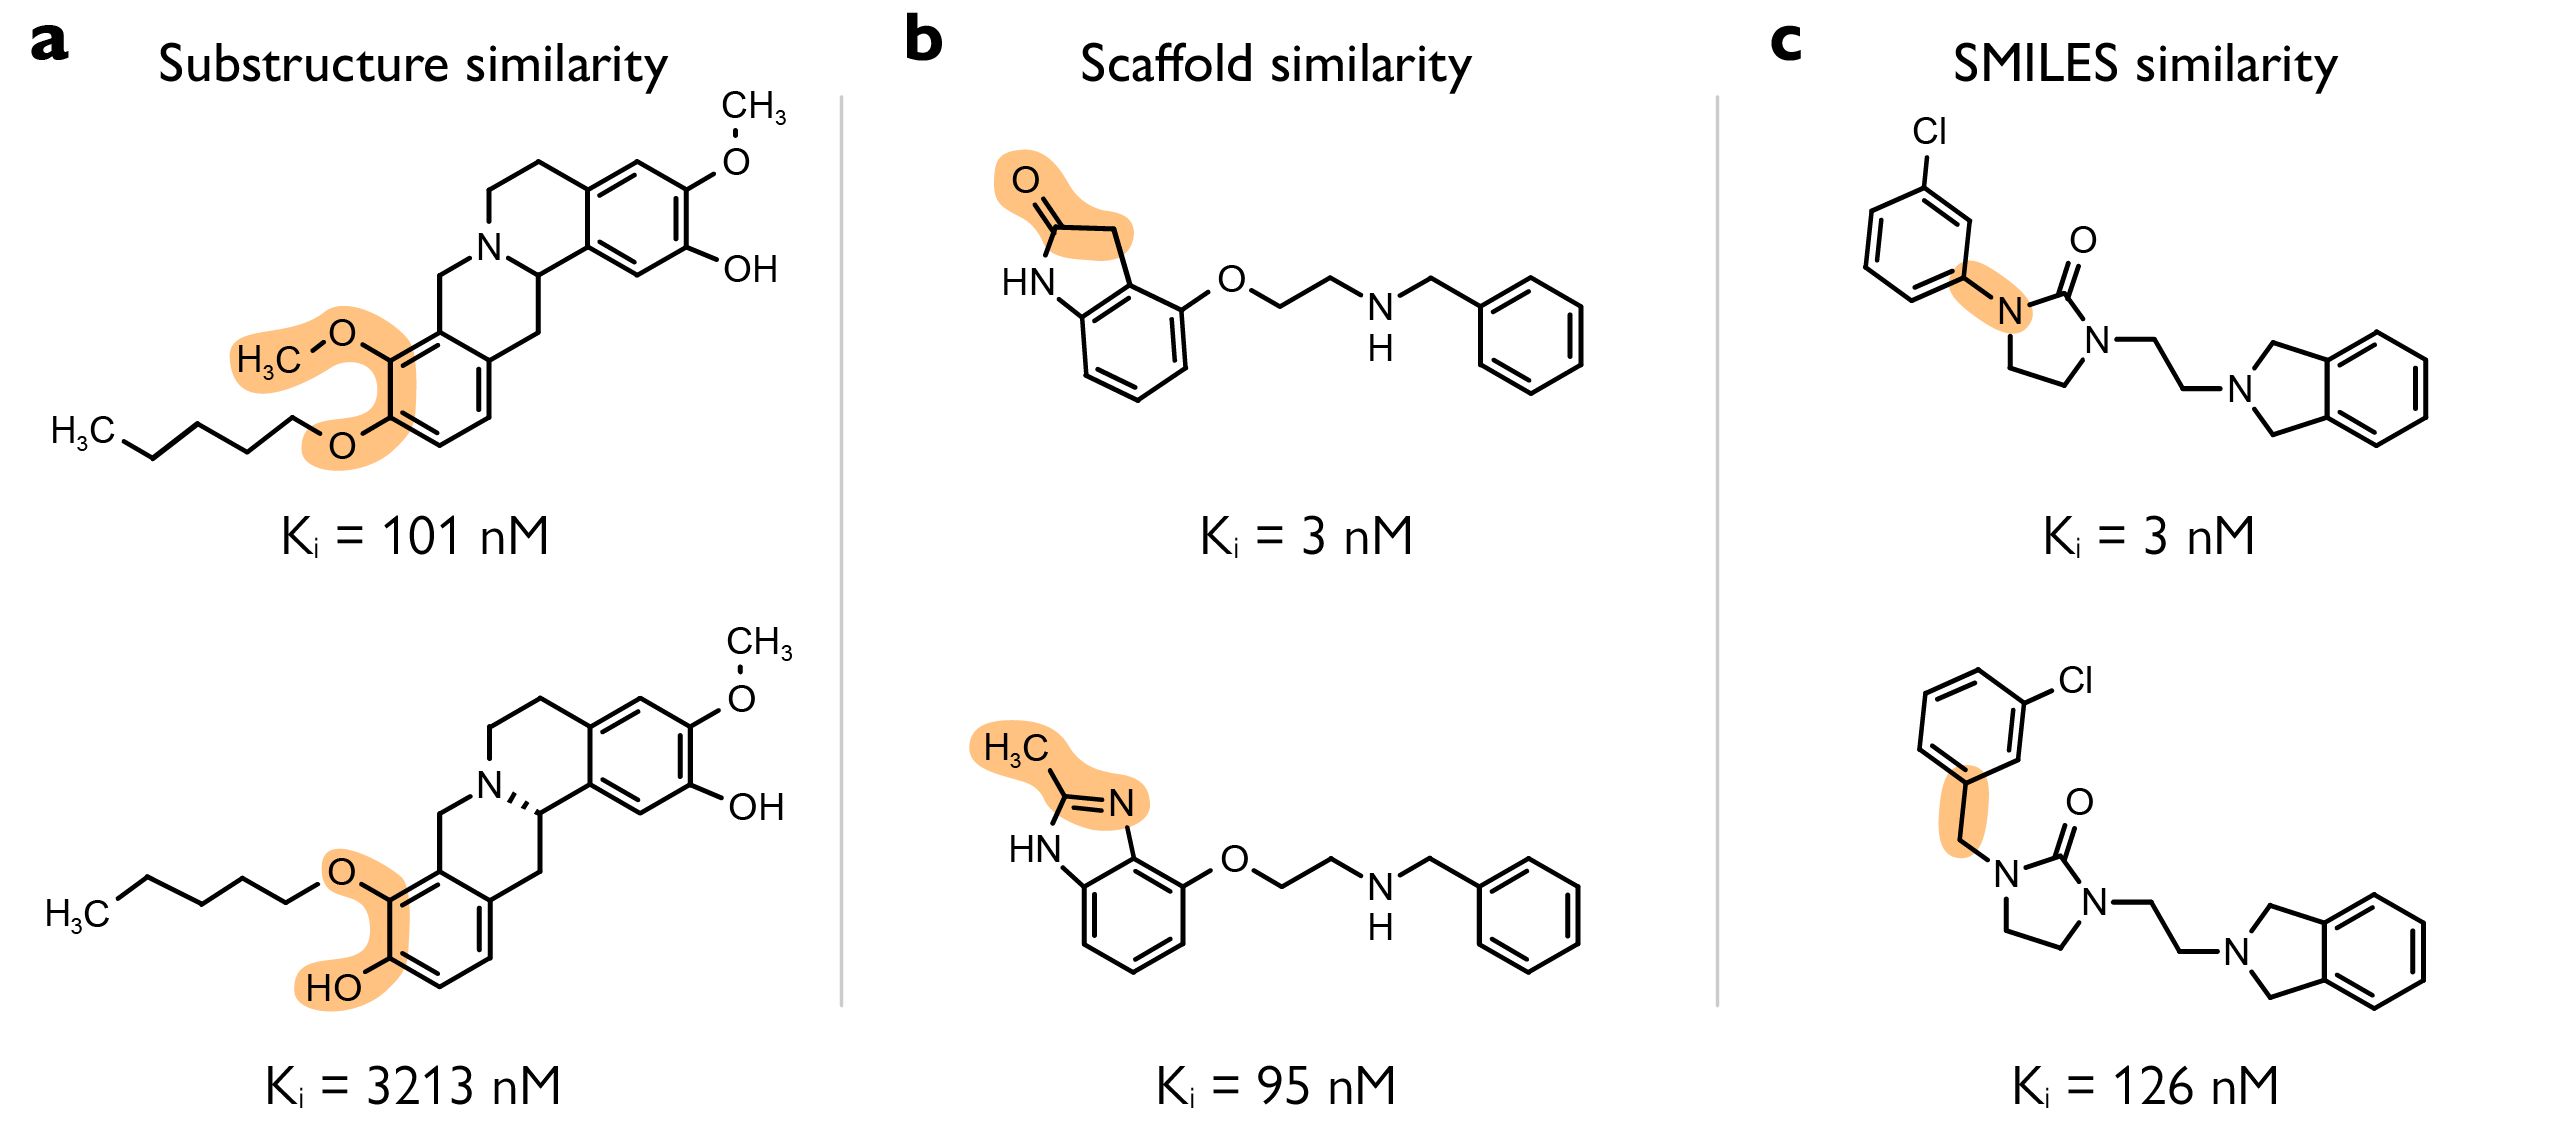 a
Substructure similarity
CH3
O
N
OH
O
H3C
H3C
O
Ki = 101 nM
CH3
O
N
OH
O
H3C
HO
Ki = 3213 nM
b
Scaffold similarity
O
HN
O
N
H
Ki = 3 nM
H3C
N
HN
O
N
H
Ki = 95 nM
c
SMILES similarity
Cl
O
N
N
N
Ki = 3 nM
Cl
O
N
N
N
Ki = 126 nM